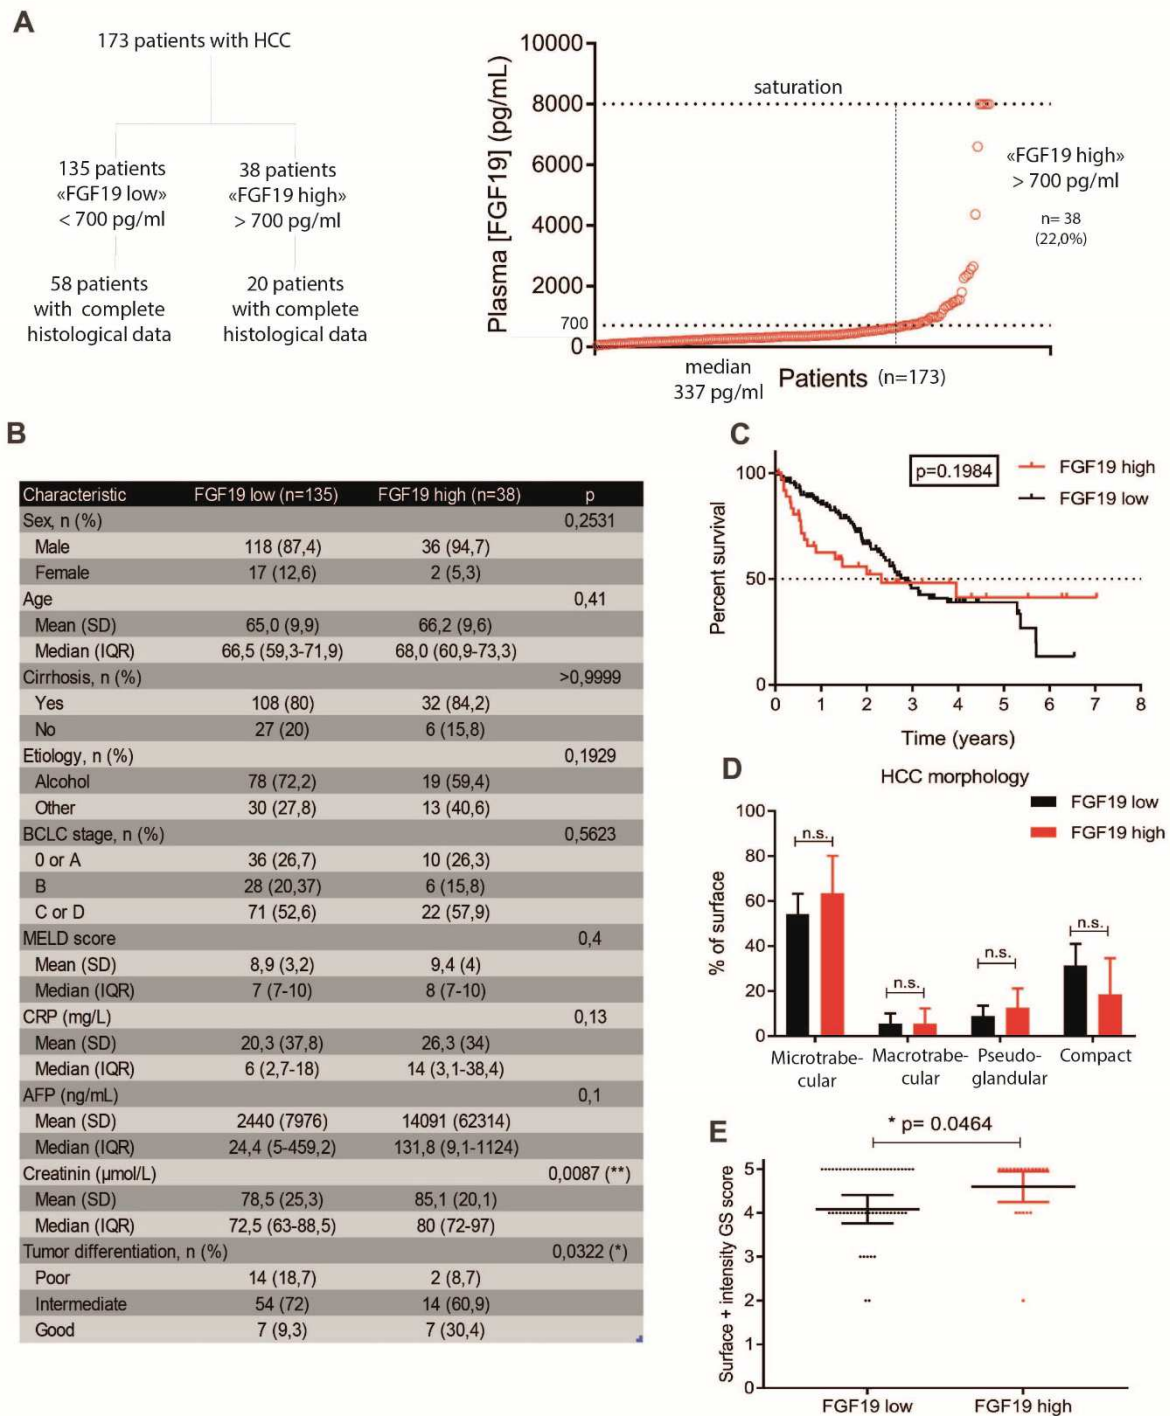 A
173 patients with HCC
135 patients
«FGF19 low»
< 700 pg/ml
38 patients
«FGF19 high»
> 700 pg/ml
58 patients
with complete
histological data
20 patients
with complete
histological data
Plasma [FGF19] (pg/mL)
10000
8000
6000
4000
2000
700
0
saturation
«FGF19 high»
> 700 pg/ml
n= 38
(22,0%)
median
337 pg/ml
Patients (n=173)
B
Characteristic FGF19 low (n=135) FGF19 high (n=38) p
Sex, n (%) 0,2531
Male 118 (87,4) 36 (94,7)
Female 17 (12,6) 2 (5,3)
Age 0,41
Mean (SD) 65,0 (9,9) 66,2 (9,6)
Median (IQR) 66,5 (59,3-71,9) 68,0 (60,9-73,3)
Cirrhosis, n (%) >0,9999
Yes 108 (80) 32 (84,2)
No 27 (20) 6 (15,8)
Etiology, n (%) 0,1929
Alcohol 78 (72,2) 19 (59,4)
Other 30 (27,8) 13 (40,6)
BCLC stage, n (%) 0,5623
0 or A 36 (26,7) 10 (26,3)
B 28 (20,37) 6 (15,8)
C or D 71 (52,6) 22 (57,9)
MELD score 0,4
Mean (SD) 8,9 (3,2) 9,4 (4)
Median (IQR) 7 (7-10) 8 (7-10)
CRP (mg/L) 0,13
Mean (SD) 20,3 (37,8) 26,3 (34)
Median (IQR) 6 (2,7-18) 14 (3,1-38,4)
AFP (ng/mL) 0,1
Mean (SD) 2440 (7976) 14091 (62314)
Median (IQR) 24,4 (5-459,2) 131,8 (9,1-1124)
Creatinin (µmol/L) 0,0087 (**)
Mean (SD) 78,5 (25,3) 85,1 (20,1)
Median (IQR) 72,5 (63-88,5) 80 (72-97)
Tumor differentiation, n (%) 0,0322 (*)
Poor 14 (18,7) 2 (8,7)
Intermediate 54 (72) 14 (60,9)
Good 7 (9,3) 7 (30,4)
C
p=0.1984
FGF19 high
FGF19 low
Percent survival
100
50
0
0 1 2 3 4 5 6 7 8
Time (years)
D
HCC morphology
FGF19 low
FGF19 high
% of surface
100
80
60
40
20
0
n.s.
n.s.
n.s.
n.s.
Microtrabe-
cular
Macrotrabe-
cular
Pseudo-
glandular
Compact
E
* p= 0.0464
Surface + intensity GS score
5
4
3
2
1
0
FGF19 low FGF19 high